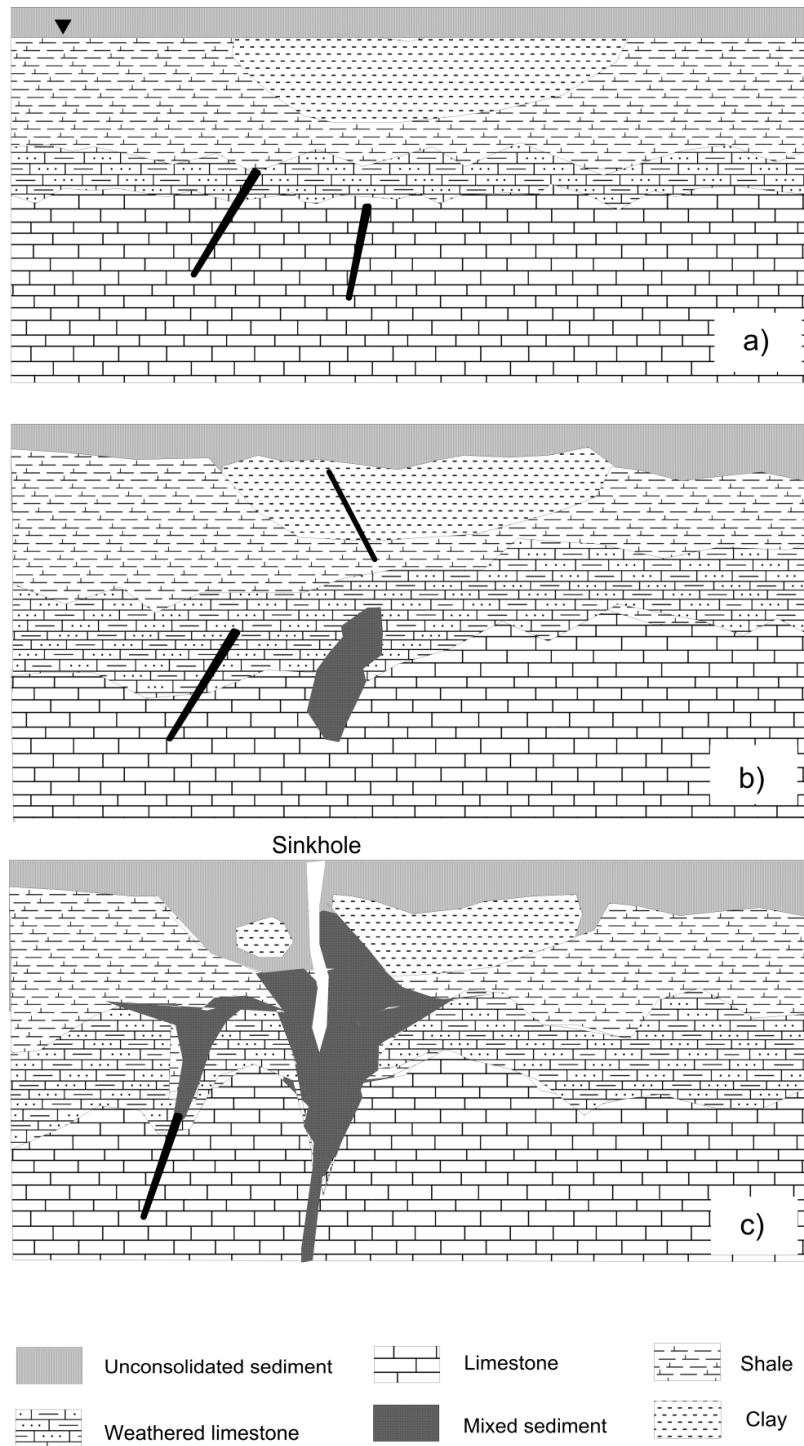 a)
b)
Sinkhole
c)
Unconsolidated sediment
Limestone
Shale
Weathered limestone
Mixed sediment
Clay